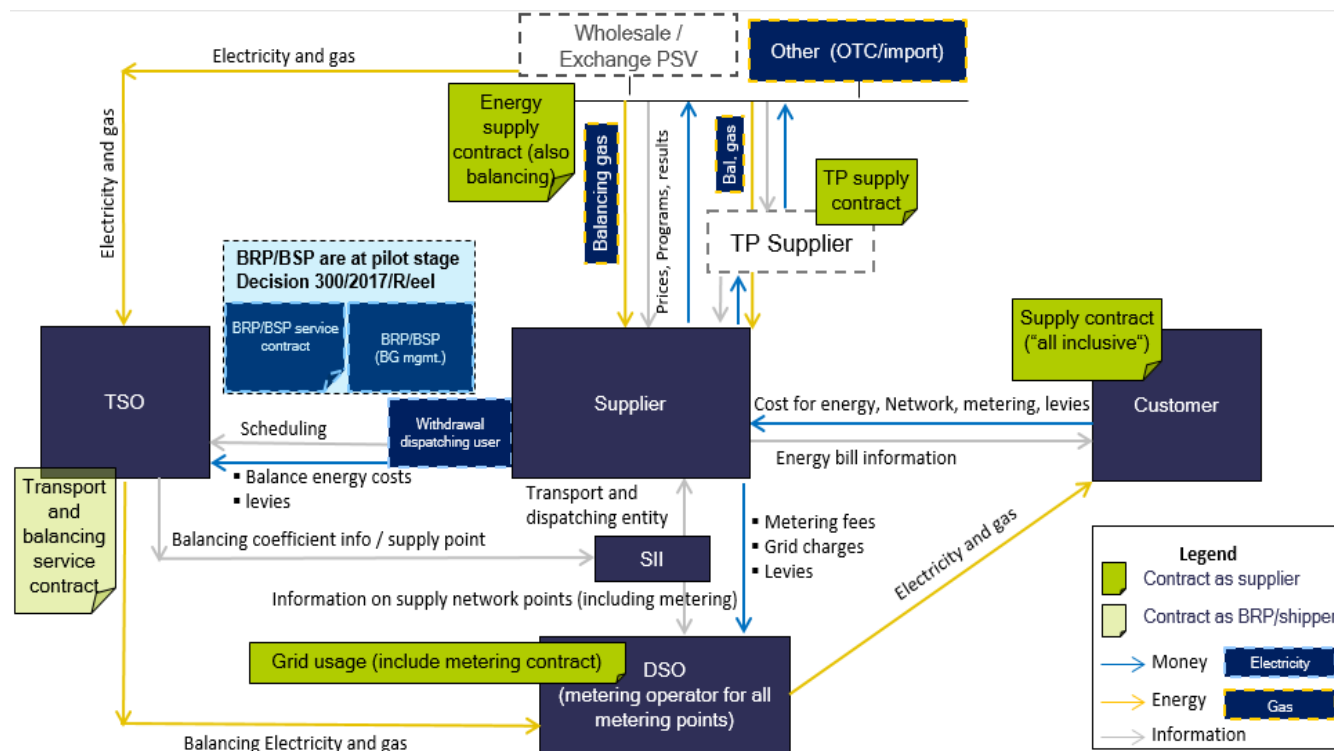 Wholesale /
Exchange PSV
Other (OTC/import)
Electricity and gas
Energy
supply
contract (also
balancing)
Electricity and gas
Balancing gas
Prices, Programs, results
Bal. gas
TP supply
contract
TP Supplier
BRP/BSP are at pilot stage
Decision 300/2017/R/eel
BRP/BSP service
contract
BRP/BSP
(BG mgmt.)
Supply contract
("all inclusive")
TSO
Supplier
Customer
Cost for energy, Network, metering, levies
Energy bill information
Scheduling
Withdrawal
dispatching user
▪ Balance energy costs
▪ levies
Transport
and
balancing
service
contract
Transport and
dispatching entity
Balancing coefficient info / supply point
SII
▪ Metering fees
▪ Grid charges
▪ Levies
Information on supply network points (including metering)
Electricity and gas
Grid usage (include metering contract)
DSO
(metering operator for all
metering points)
Balancing Electricity and gas
Legend
Contract as supplier
Contract as BRP/shipper
Money
Electricity
Energy
Gas
Information